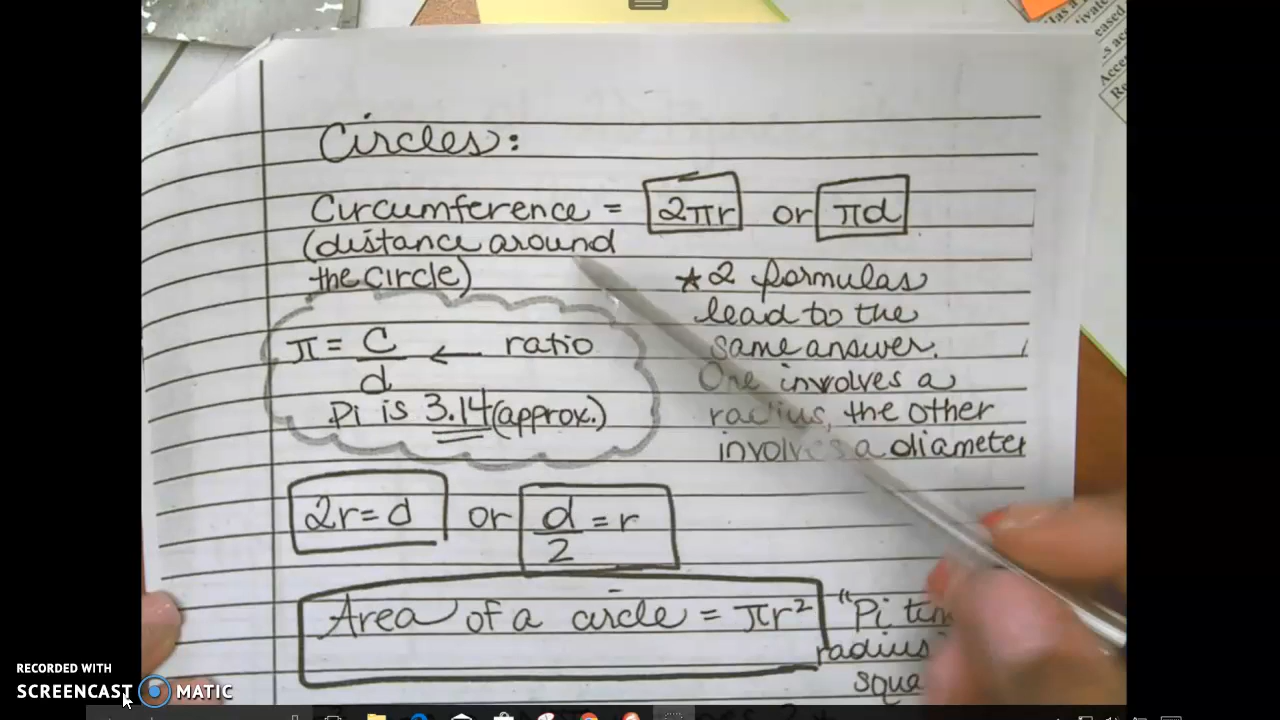 Circles:
Circumference = 2πr or πd
(distance around
the circle)
★ 2 formulas
lead to the
same answer.
One involves a
radius, the other
involves a diameter
π = C/d ← ratio
Pi is 3.14 (approx.)
2r = d or d/2 = r
Area of a circle = πr² "Pi
radius
RECORDED WITH
SCREENCAST MATIC